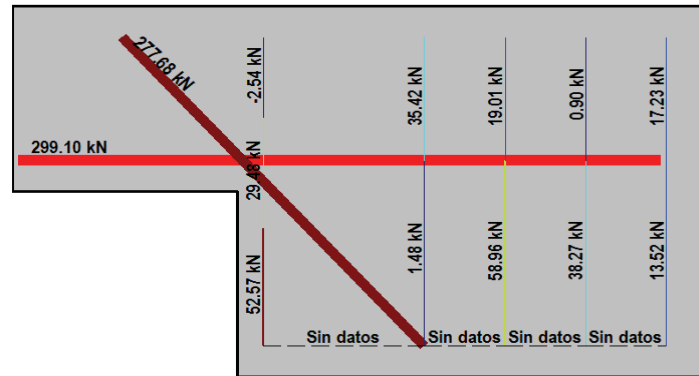 277.68 kN
-2.54 kN
35.42 kN
19.01 kN
0.90 kN
17.23 kN
299.10 kN
29.48 kN
52.57 kN
1.48 kN
58.96 kN
38.27 kN
13.52 kN
Sin datos
Sin datos
Sin datos
Sin datos